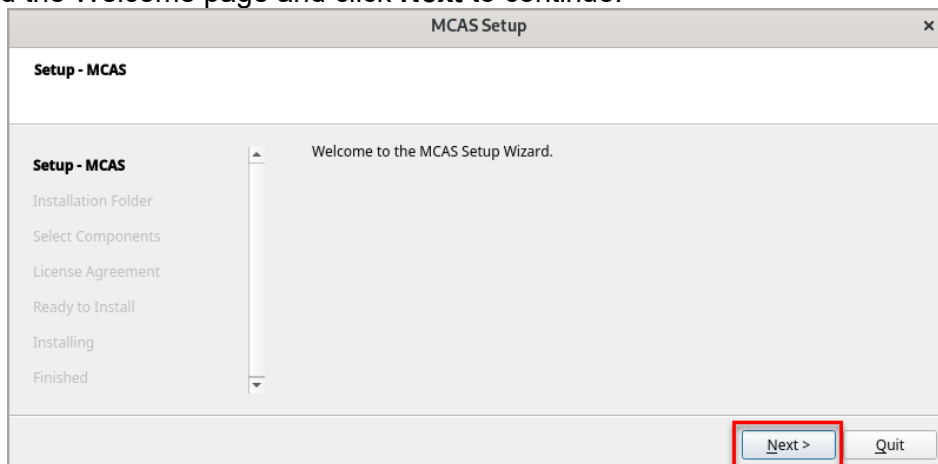 the Welcome page and click Next to continue.
MCAS Setup
×
Setup - MCAS
Setup - MCAS
Welcome to the MCAS Setup Wizard.
Installation Folder
Select Components
License Agreement
Ready to Install
Installing
Finished
Next >
Quit